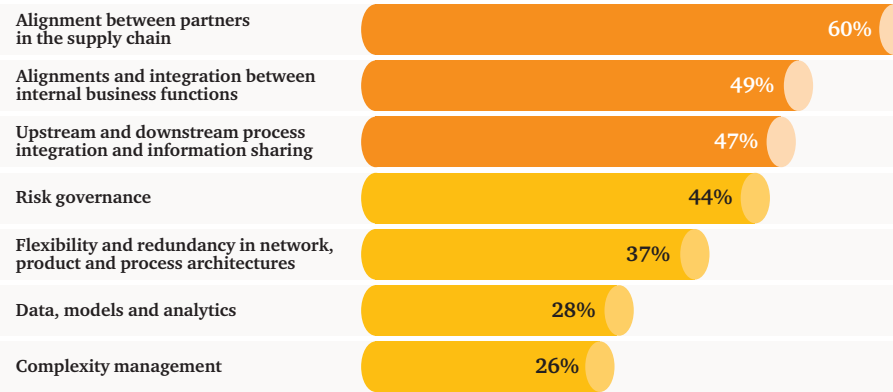 Alignment between partners
in the supply chain
60%
Alignments and integration between
internal business functions
49%
Upstream and downstream process
integration and information sharing
47%
Risk governance
44%
Flexibility and redundancy in network,
product and process architectures
37%
Data, models and analytics
28%
Complexity management
26%